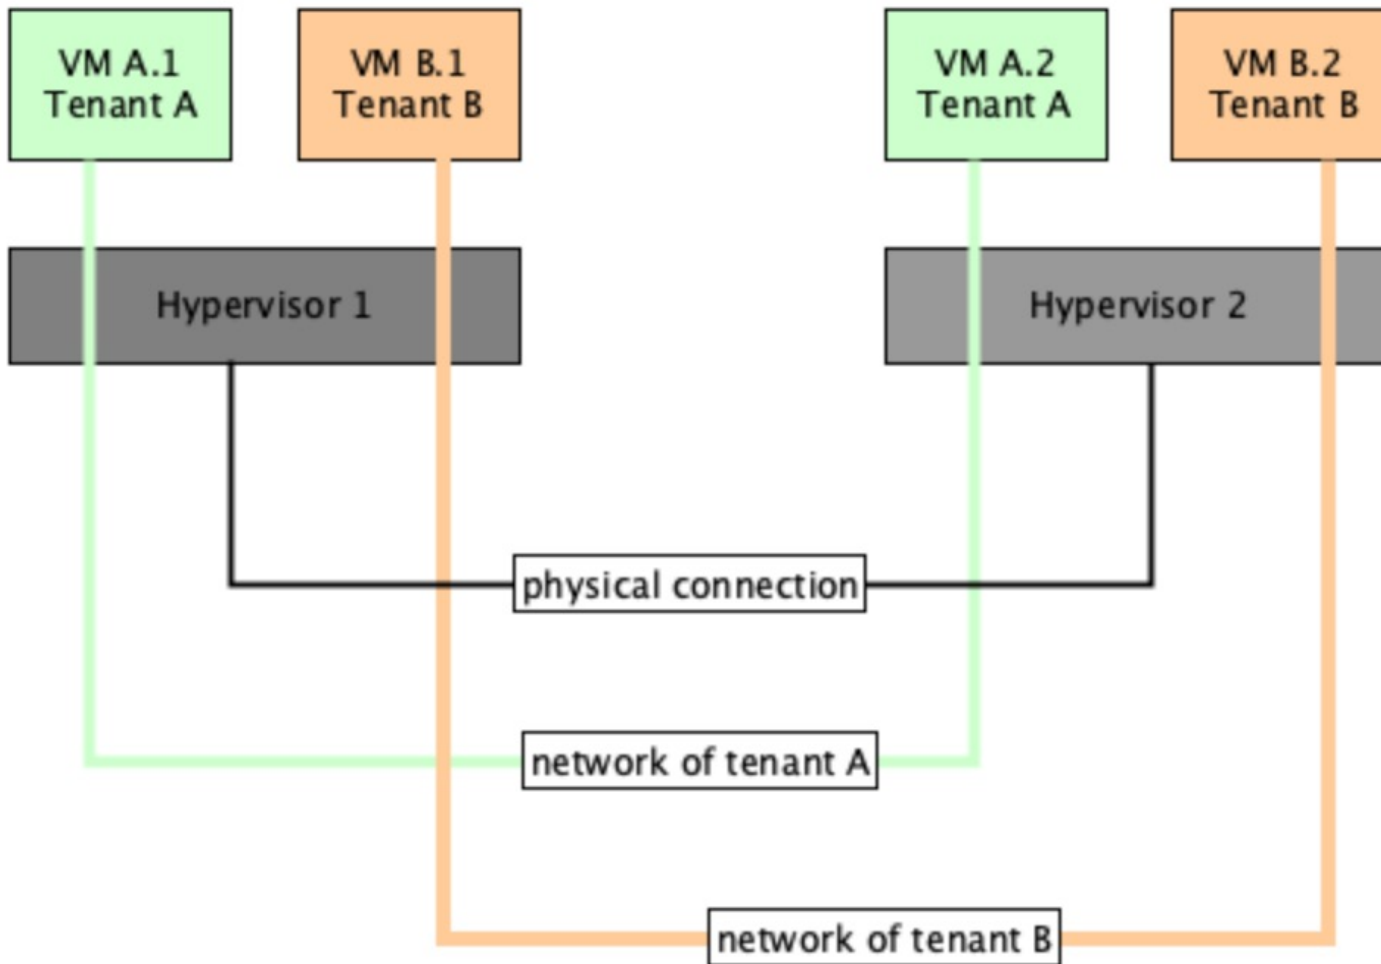 VM A.1
Tenant A
VM B.1
Tenant B
VM A.2
Tenant A
VM B.2
Tenant B
Hypervisor 1
Hypervisor 2
physical connection
network of tenant A
network of tenant B